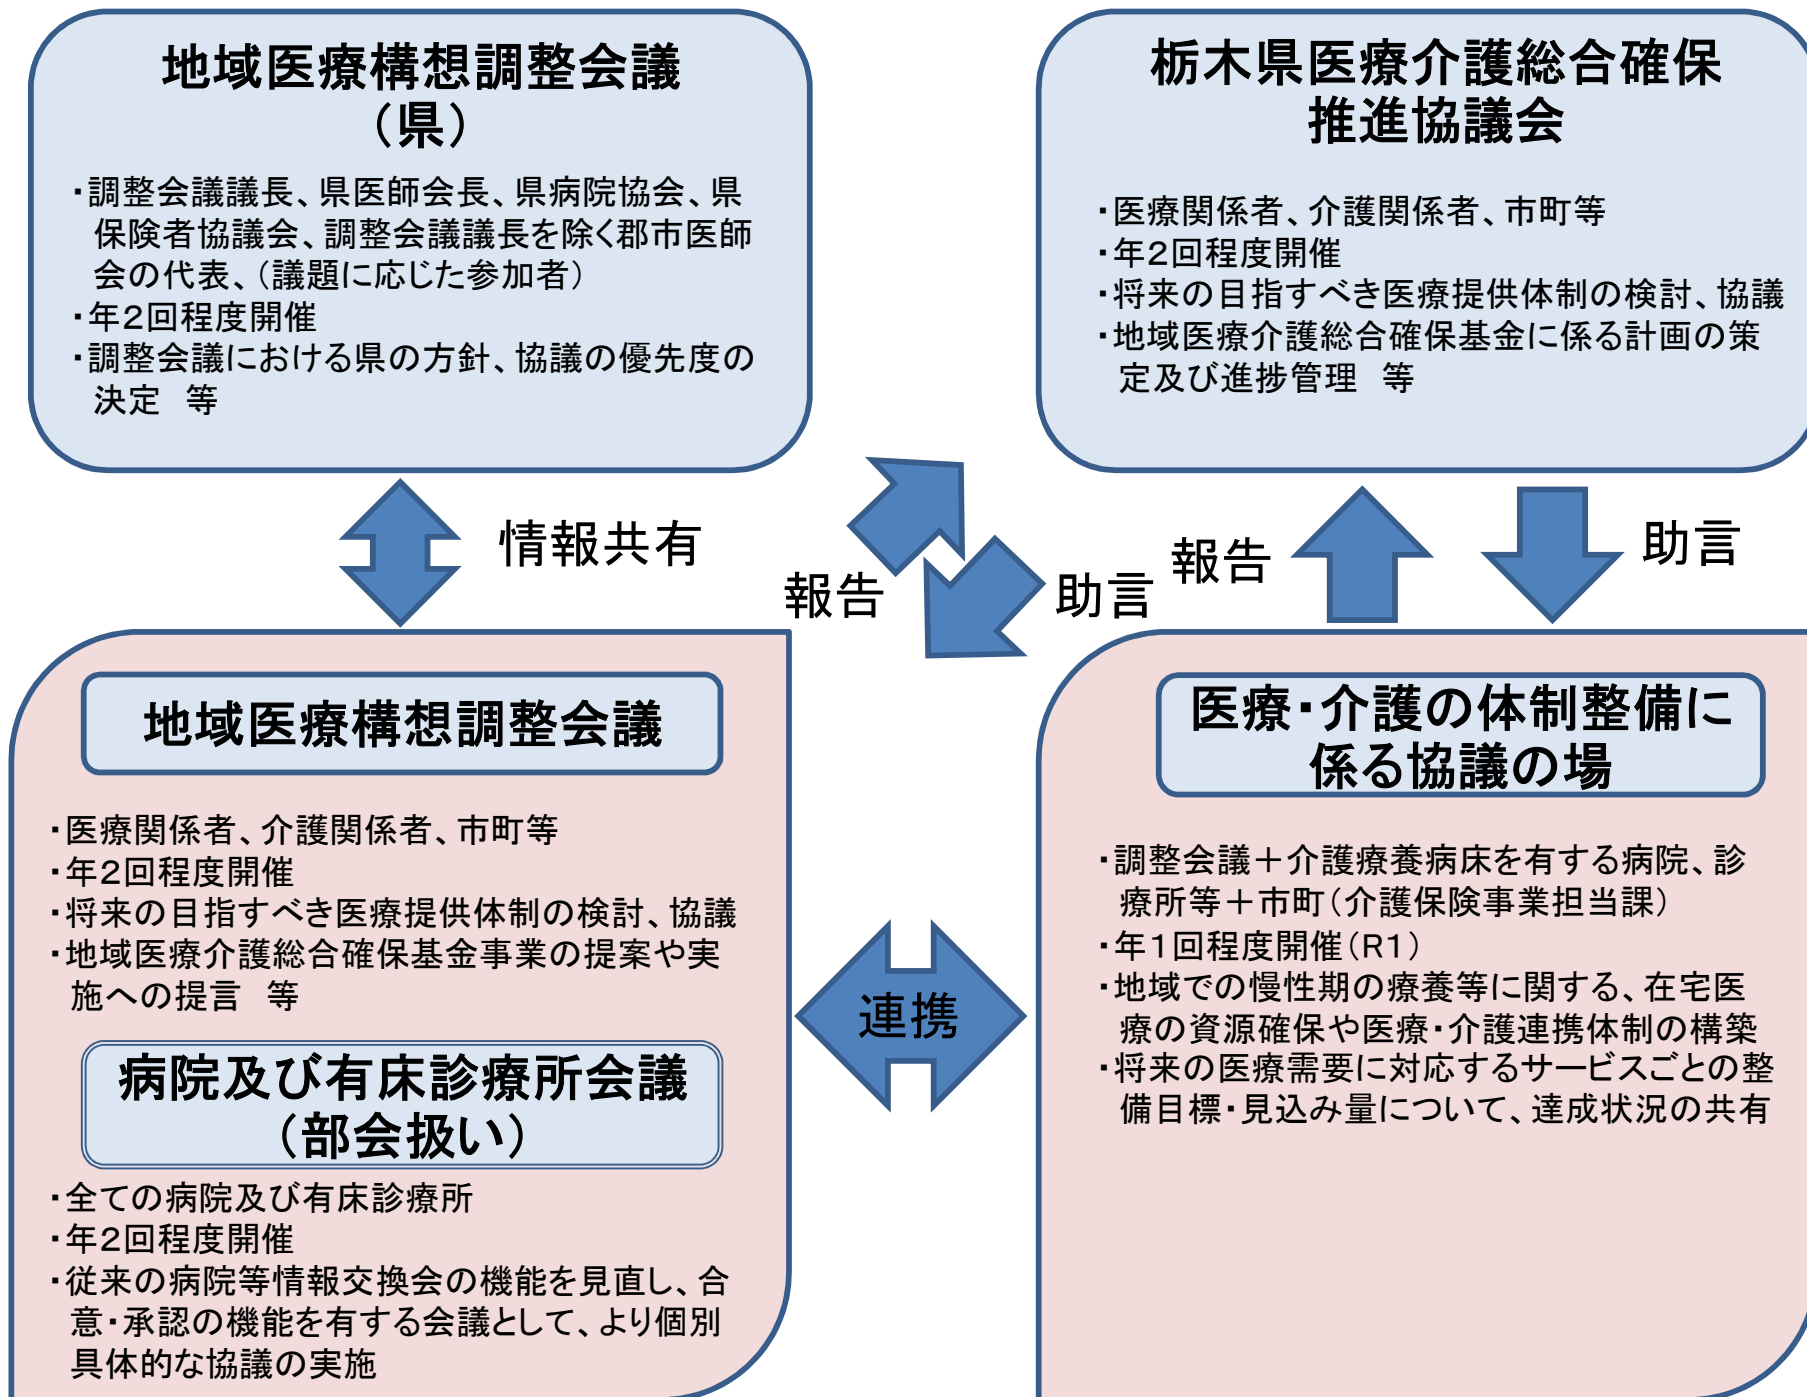 地域医療構想調整会議
（県）
・調整会議議長、県医師会長、県病院協会、県
保険者協議会、調整会議議長を除く郡市医師
会の代表、（議題に応じた参加者）
・年２回程度開催
・調整会議における県の方針、協議の優先度の
決定　等
栃木県医療介護総合確保
推進協議会
・医療関係者、介護関係者、市町等
・年２回程度開催
・将来の目指すべき医療提供体制の検討、協議
・地域医療介護総合確保基金に係る計画の策
定及び進捗管理　等
情報共有
報告
助言
報告
助言
地域医療構想調整会議
・医療関係者、介護関係者、市町等
・年２回程度開催
・将来の目指すべき医療提供体制の検討、協議
・地域医療介護総合確保基金事業の提案や実
施への提言　等
病院及び有床診療所会議
（部会扱い）
・全ての病院及び有床診療所
・年２回程度開催
・従来の病院等情報交換会の機能を見直し、合
意・承認の機能を有する会議として、より個別
具体的な協議の実施
連携
医療・介護の体制整備に
係る協議の場
・調整会議＋介護療養病床を有する病院、診
療所等＋市町（介護保険事業担当課）
・年１回程度開催（R１）
・地域での慢性期の療養等に関する、在宅医
療の資源確保や医療・介護連携体制の構築
・将来の医療需要に対応するサービスごとの整
備目標・見込み量について、達成状況の共有